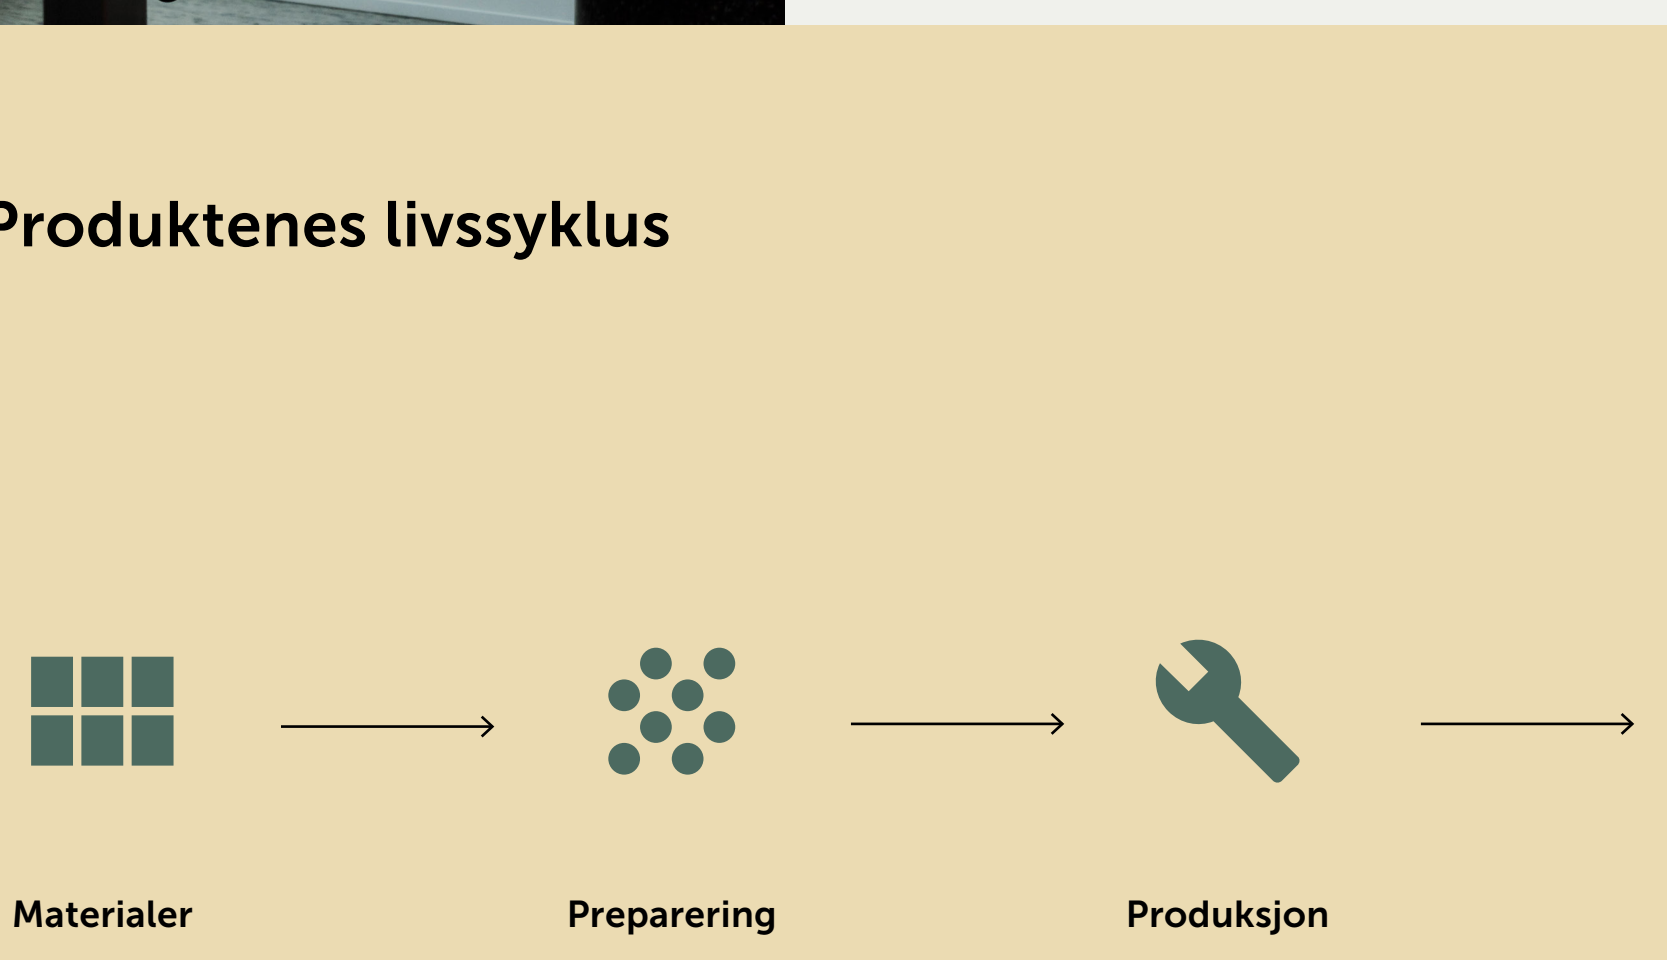 Produktenes livssyklus
Materialer
Preparering
Produksjon